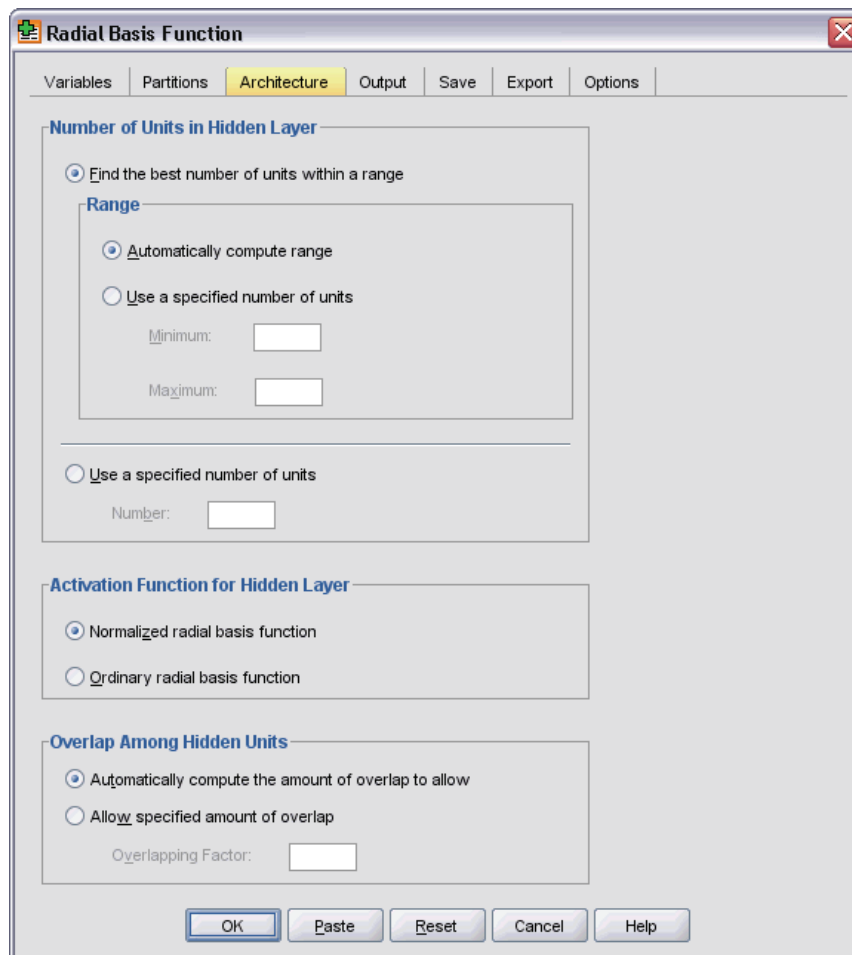 Radial Basis Function
Variables Partitions Architecture Output Save Export Options
Number of Units in Hidden Layer
Find the best number of units within a range
Range
Automatically compute range
Use a specified number of units
Minimum:
Maximum:
Use a specified number of units
Number:
Activation Function for Hidden Layer
Normalized radial basis function
Ordinary radial basis function
Overlap Among Hidden Units
Automatically compute the amount of overlap to allow
Allow specified amount of overlap
Overlapping Factor:
OK Paste Reset Cancel Help